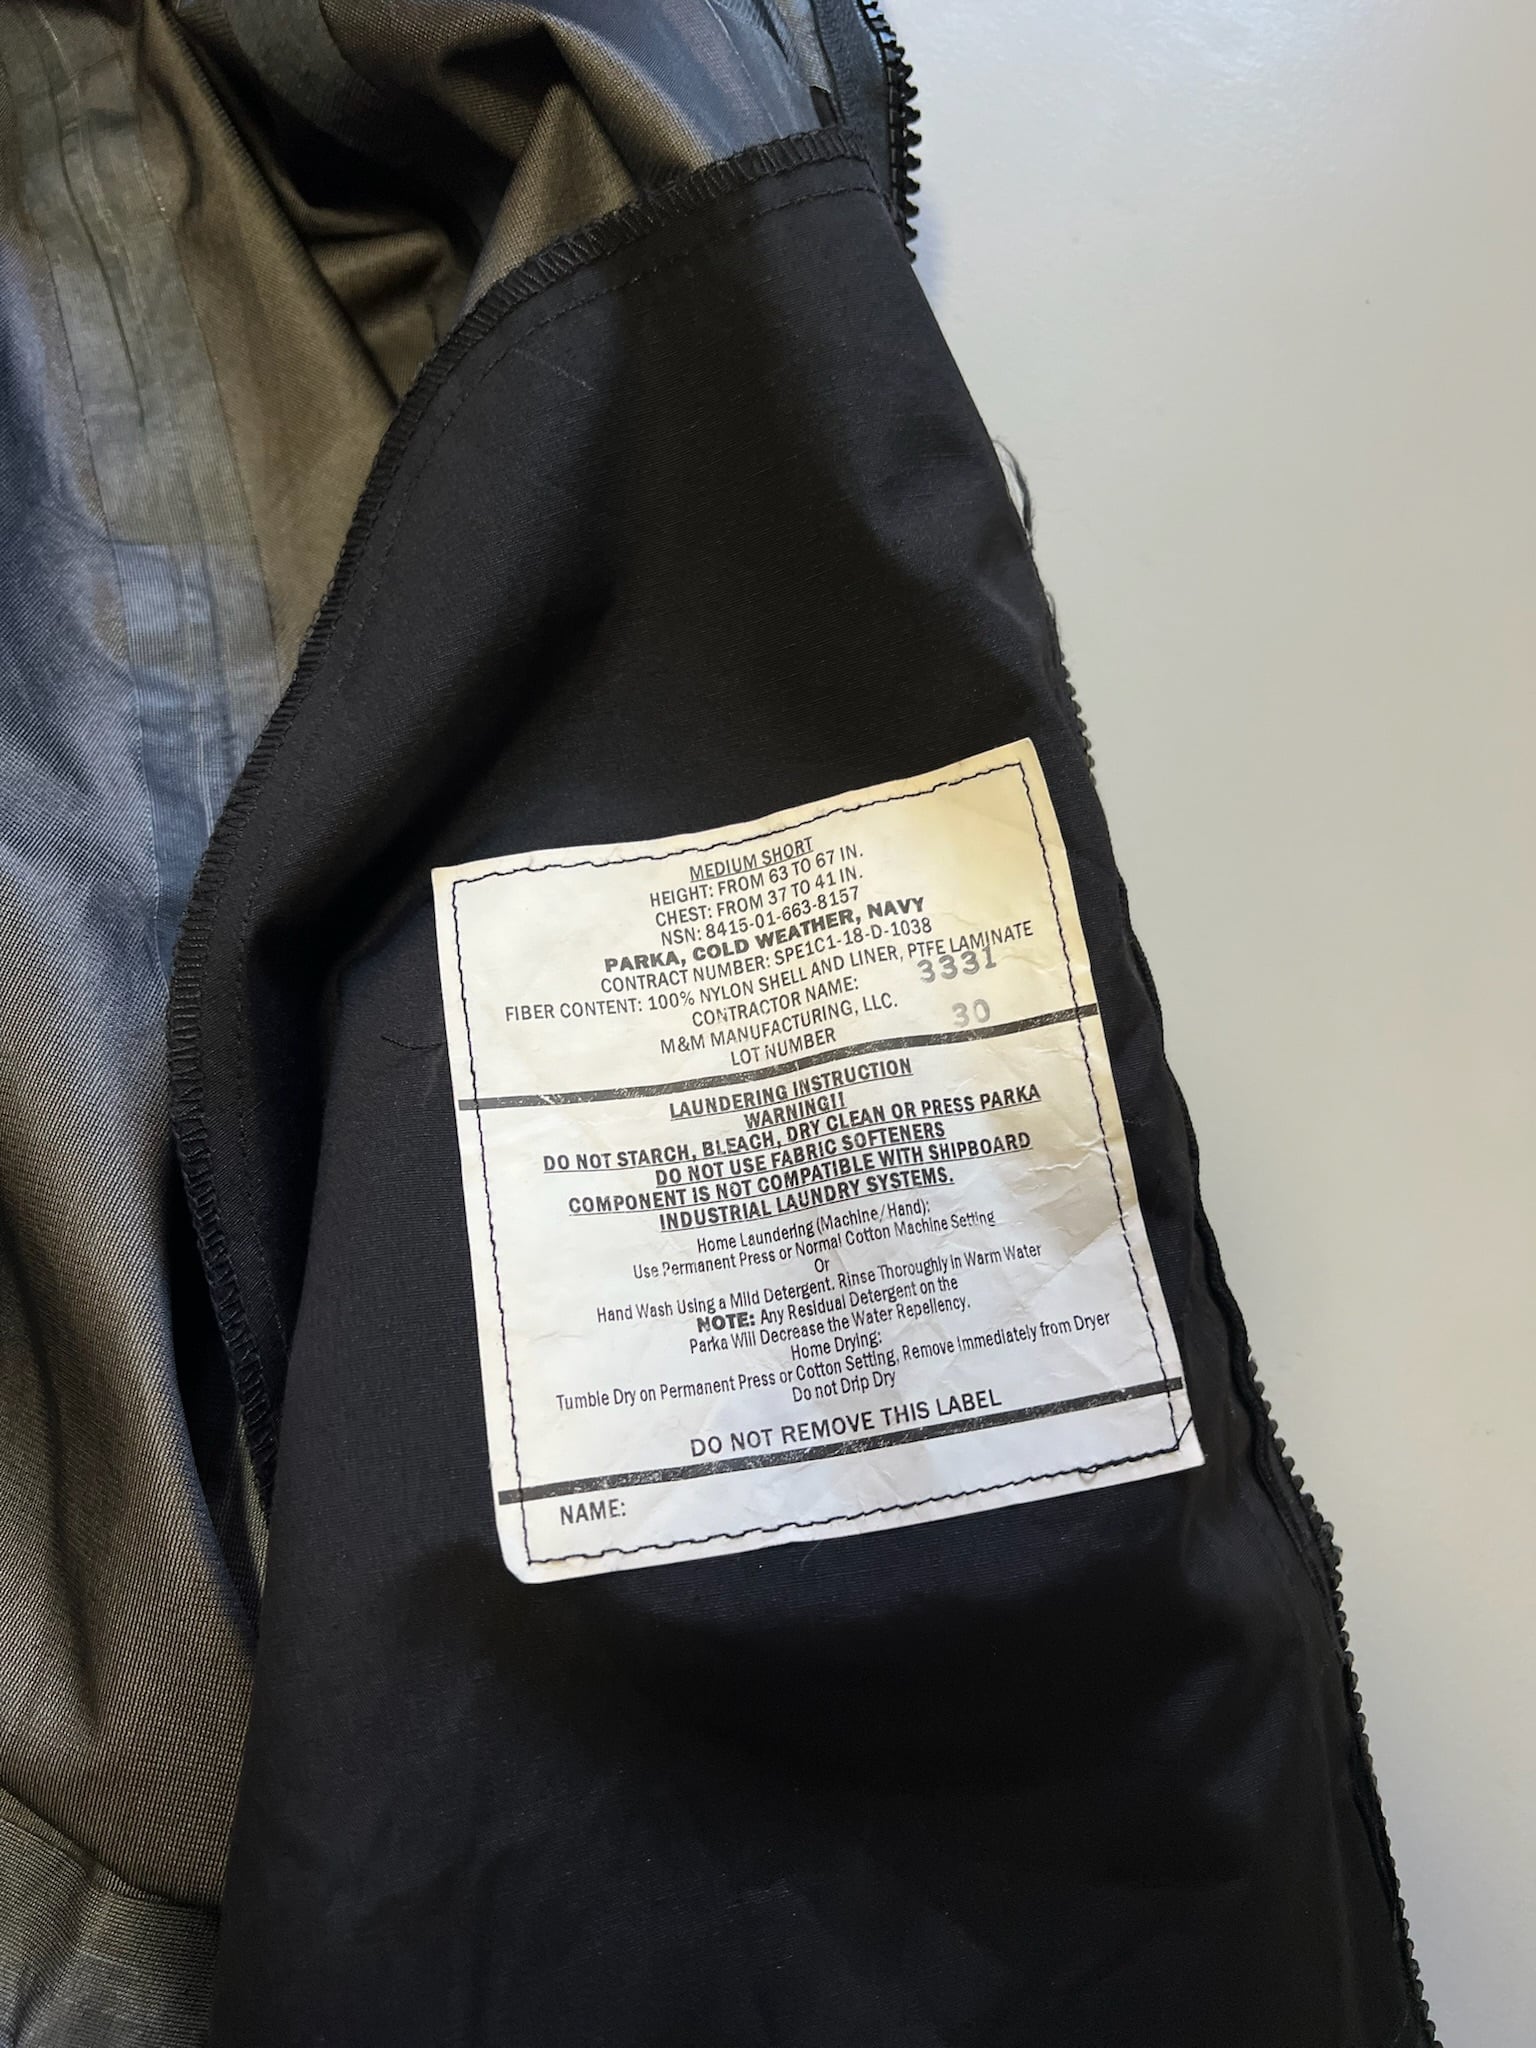 MEDIUM SHORT
HEIGHT: FROM 63 TO 67 IN.
CHEST: FROM 37 TO 41 IN.
NSN: 8415-01-663-8157
PARKA, COLD WEATHER, NAVY
CONTRACT NUMBER: SPE1C1-18-D-1038
FIBER CONTENT: 100% NYLON SHELL AND LINER, PTFE LAMINATE
CONTRACTOR NAME: 3331
M&M MANUFACTURING, LLC.
LOT NUMBER 30
LAUNDERING INSTRUCTION
WARNING!!
DO NOT STARCH, BLEACH, DRY CLEAN OR PRESS PARKA
DO NOT USE FABRIC SOFTENERS
COMPONENT IS NOT COMPATIBLE WITH SHIPBOARD
INDUSTRIAL LAUNDRY SYSTEMS.
Home Laundering (Machine/Hand):
Use Permanent Press or Normal Cotton Machine Setting
Or
Hand Wash Using a Mild Detergent. Rinse Thoroughly in Warm Water
NOTE: Any Residual Detergent on the
Parka Will Decrease the Water Repellency.
Home Drying:
Tumble Dry on Permanent Press or Cotton Setting, Remove Immediately from Dryer
Do not Drip Dry
DO NOT REMOVE THIS LABEL
NAME: